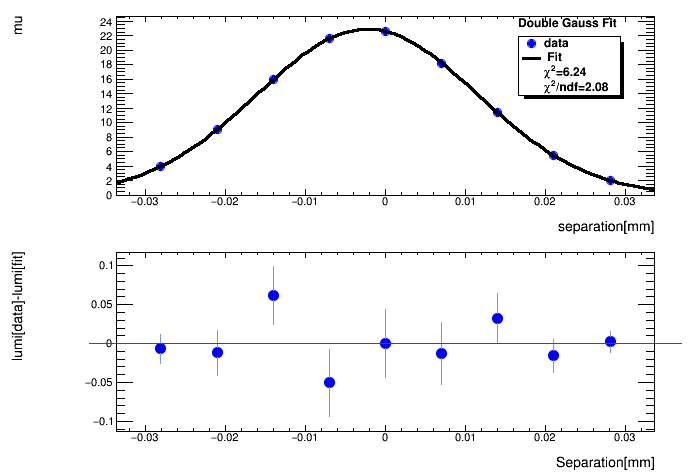 mu
Double Gauss Fit
data
Fit
χ²=6.24
χ²/ndf=2.08
24
22
20
18
16
14
12
10
8
6
4
2
0
−0.03 −0.02 −0.01 0 0.01 0.02 0.03
separation[mm]
lumi[data]-lumi[fit]
0.1
0.05
0
−0.05
−0.1
−0.03 −0.02 −0.01 0 0.01 0.02 0.03
Separation[mm]